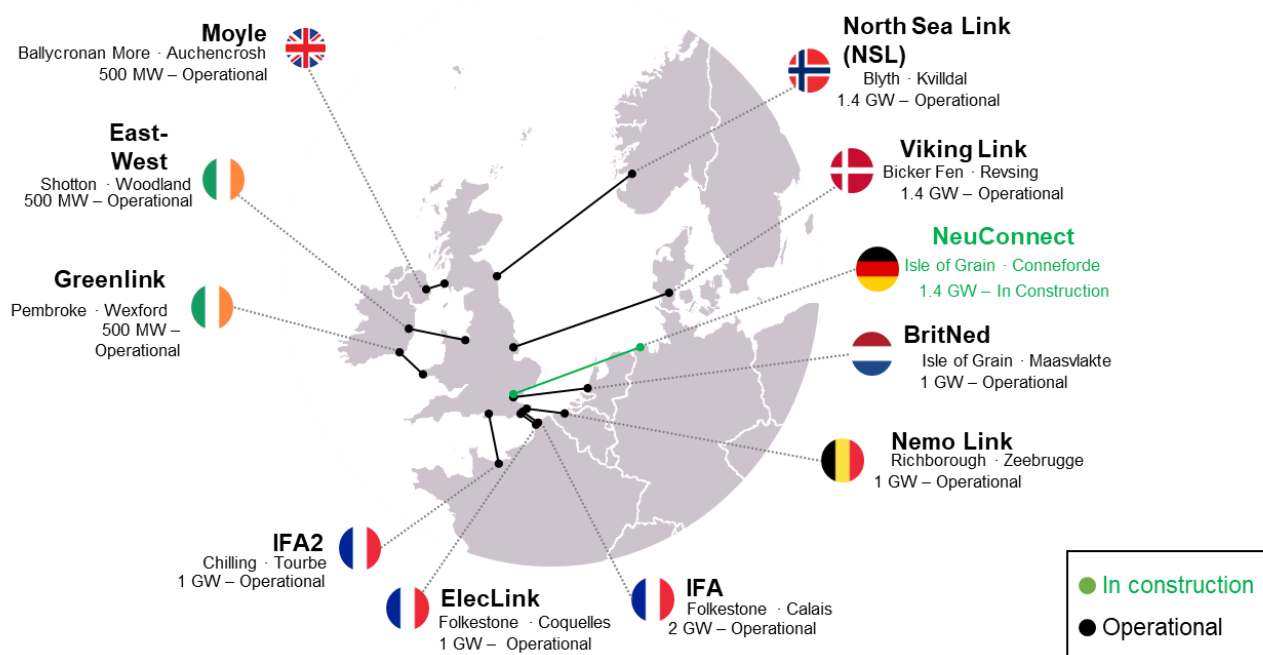 Moyle
Ballycronan More · Auchencrosh
500 MW – Operational
North Sea Link
(NSL)
Blyth · Kvilldal
1.4 GW – Operational
East-
West
Shotton · Woodland
500 MW – Operational
Viking Link
Bicker Fen · Revsing
1.4 GW – Operational
NeuConnect
Isle of Grain · Conneforde
1.4 GW – In Construction
Greenlink
Pembroke · Wexford
500 MW –
Operational
BritNed
Isle of Grain · Maasvlakte
1 GW – Operational
Nemo Link
Richborough · Zeebrugge
1 GW – Operational
IFA2
Chilling · Tourbe
1 GW – Operational
ElecLink
Folkestone · Coquelles
1 GW – Operational
IFA
Folkestone · Calais
2 GW – Operational
In construction
Operational